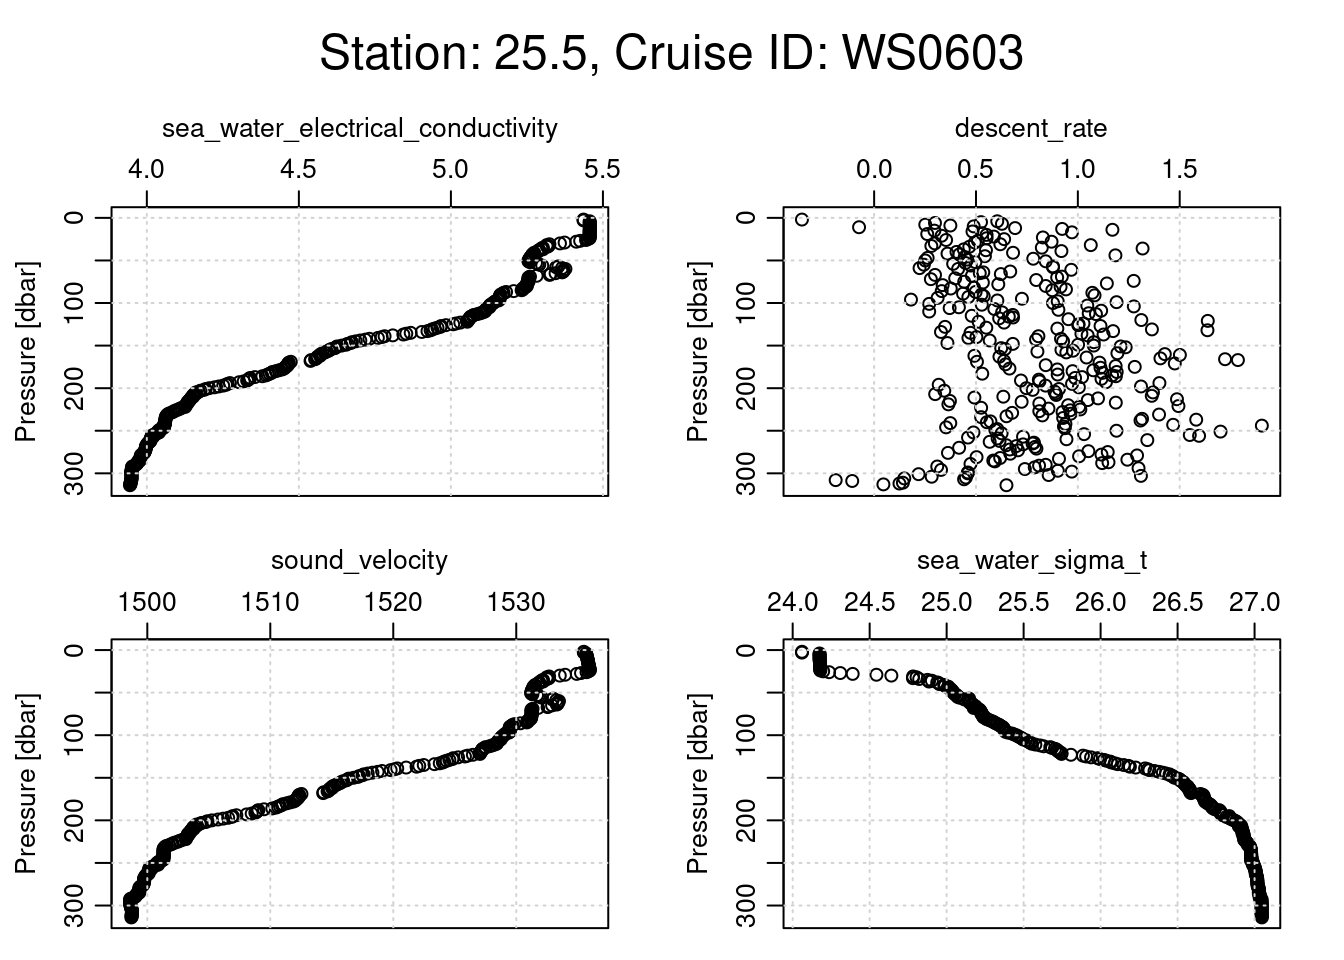 Station: 25.5, Cruise ID: WS0603
sea_water_electrical_conductivity
4.0 4.5 5.0 5.5
Pressure [dbar]
0
100
200
300
descent_rate
0.0 0.5 1.0 1.5
Pressure [dbar]
0
100
200
300
sound_velocity
1500 1510 1520 1530
Pressure [dbar]
0
100
200
300
sea_water_sigma_t
24.0 24.5 25.0 25.5 26.0 26.5 27.0
Pressure [dbar]
0
100
200
300